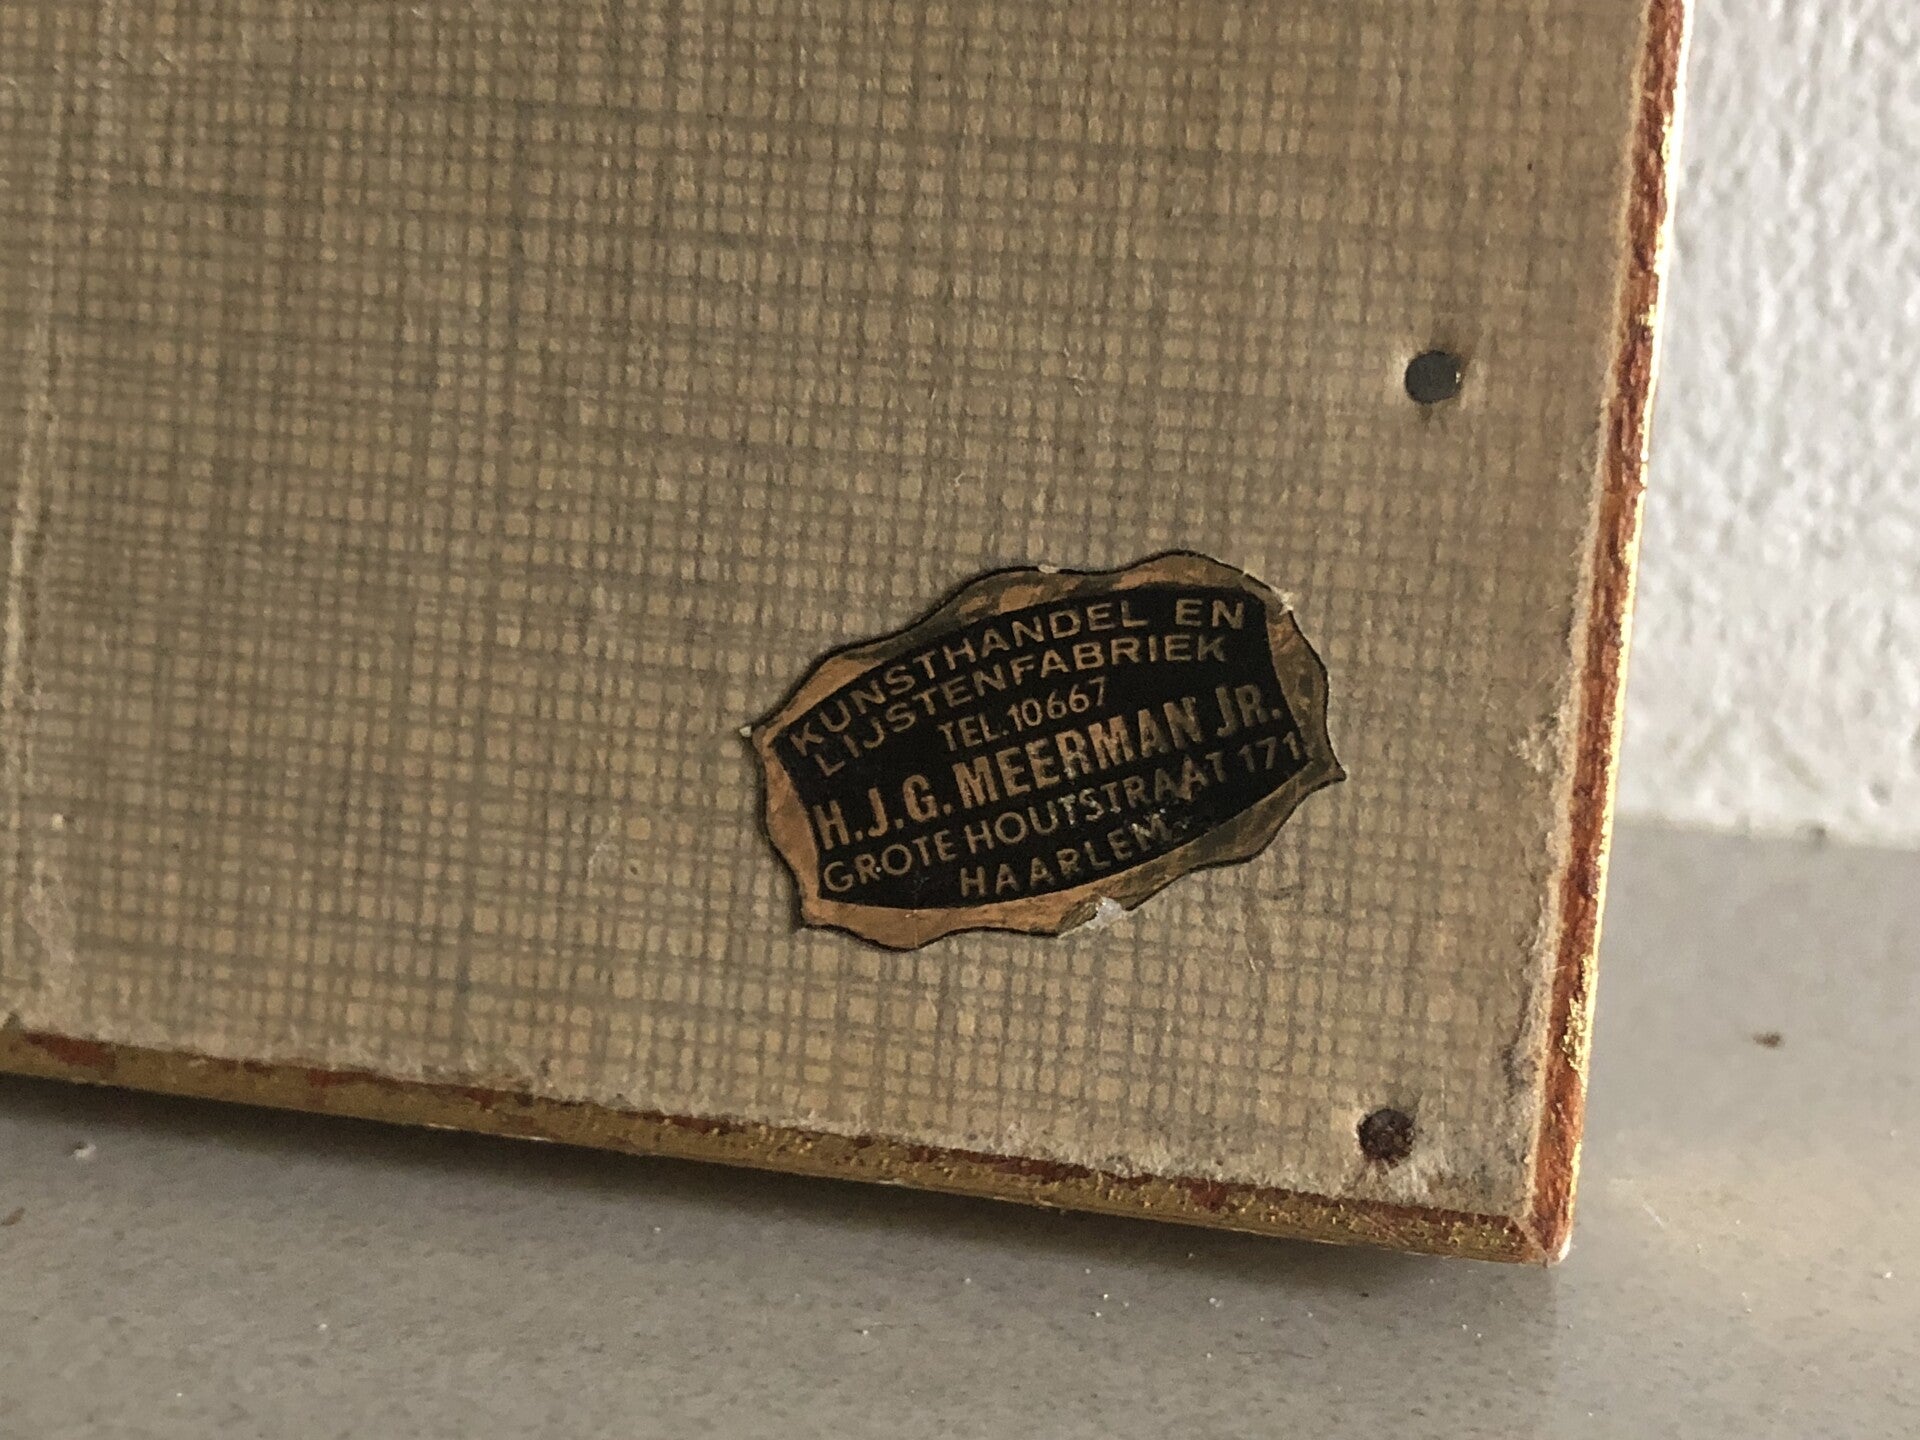 KUNSTHANDEL EN
LIJSTENFABRIEK
TEL. 10667
H.J.G. MEERMAN JR.
GROTE HOUTSTRAAT 171
HAARLEM